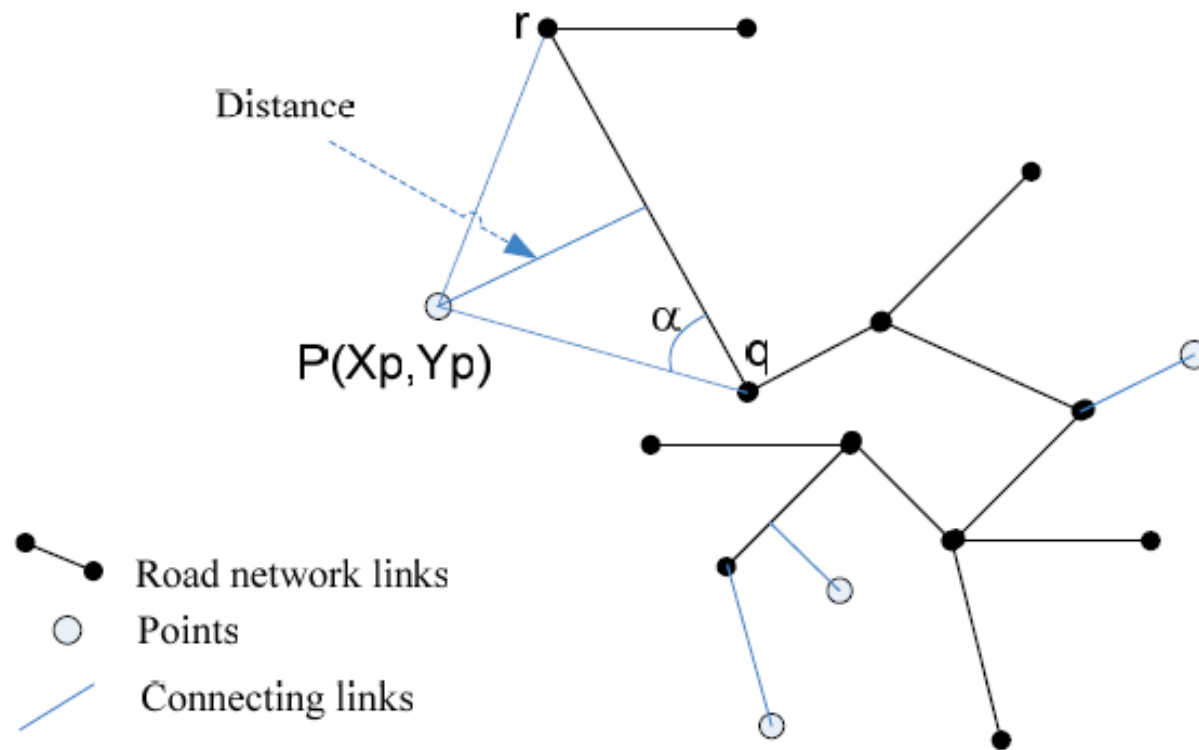 r
Distance
α
q
P(Xp,Yp)
Road network links
Points
Connecting links